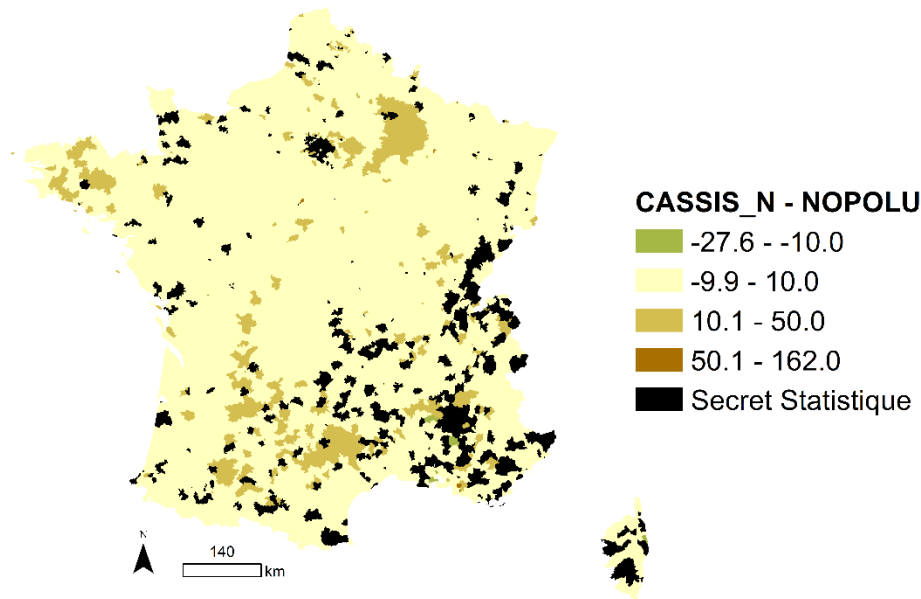 CASSIS_N - NOPOLU
-27.6 - -10.0
-9.9 - 10.0
10.1 - 50.0
50.1 - 162.0
Secret Statistique
N
140
km